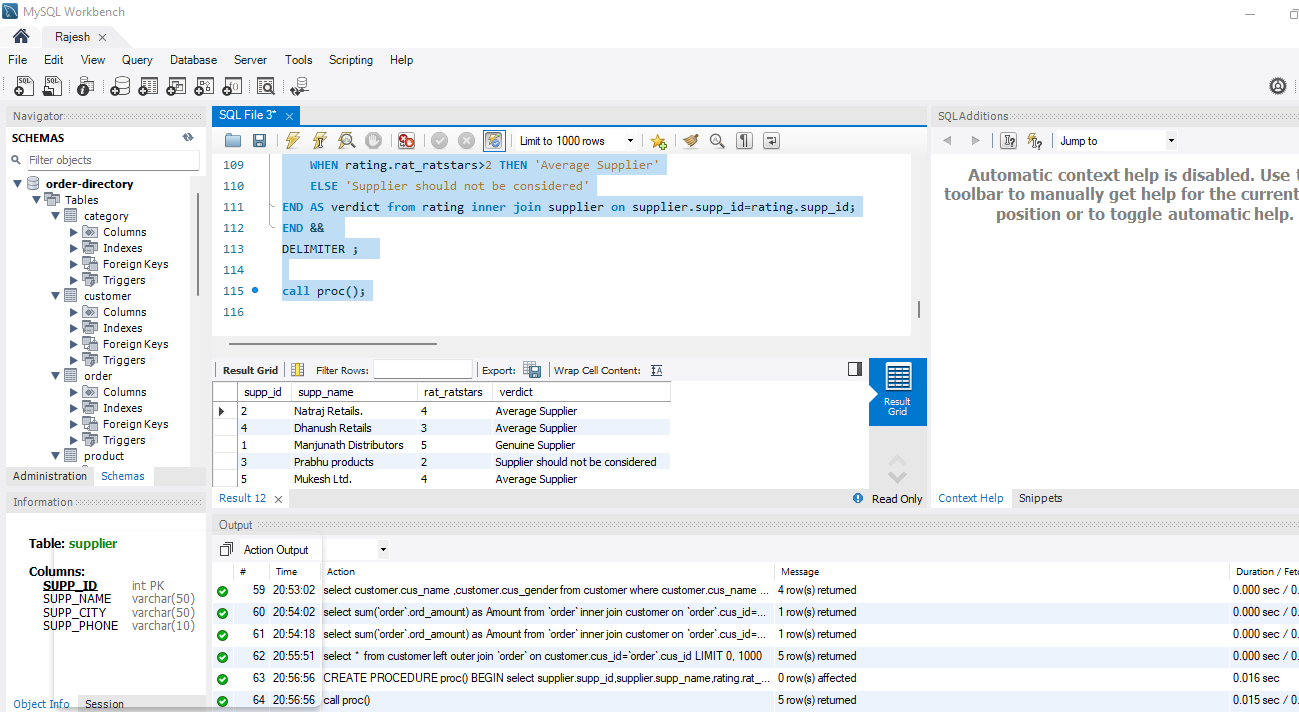 MySQL Workbench
Rajesh
File Edit View Query Database Server Tools Scripting Help
Navigator
SCHEMAS
Filter objects
order-directory
Tables
category
Columns
Indexes
Foreign Keys
Triggers
customer
Columns
Indexes
Foreign Keys
Triggers
order
Columns
Indexes
Foreign Keys
Triggers
product
Administration Schemas
Information
Table: supplier
Columns:
SUPP_ID int PK
SUPP_NAME varchar(50)
SUPP_CITY varchar(50)
SUPP_PHONE varchar(10)
Object Info Session
SQL File 3*
Limit to 1000 rows
109 WHEN rating.rat_ratstars>2 THEN 'Average Supplier'
110 ELSE 'Supplier should not be considered'
111 END AS verdict from rating inner join supplier on supplier.supp_id=rating.supp_id;
112 END &&
113 DELIMITER ;
114
115 call proc();
116
Result Grid Filter Rows: Export: Wrap Cell Content:
supp_id supp_name rat_ratstars verdict
2 Natraj Retails. 4 Average Supplier
4 Dhanush Retails 3 Average Supplier
1 Manjunath Distributors 5 Genuine Supplier
3 Prabhu products 2 Supplier should not be considered
5 Mukesh Ltd. 4 Average Supplier
Result
Grid
Result 12
Read Only
SQLAdditions
Jump to
Automatic context help is disabled. Use t
toolbar to manually get help for the current
position or to toggle automatic help.
Context Help Snippets
Output
Action Output
# Time Action Message Duration / Fetc
59 20:53:02 select customer.cus_name ,customer.cus_gender from customer where customer.cus_name ... 4 row(s) returned 0.000 sec / 0.
60 20:54:02 select sum(`order`.ord_amount) as Amount from `order` inner join customer on `order`.cus_id=... 1 row(s) returned 0.000 sec / 0.
61 20:54:18 select sum(`order`.ord_amount) as Amount from `order` inner join customer on `order`.cus_id=... 1 row(s) returned 0.000 sec / 0.
62 20:55:51 select * from customer left outer join `order` on customer.cus_id=`order`.cus_id LIMIT 0, 1000 5 row(s) returned 0.000 sec / 0.
63 20:56:56 CREATE PROCEDURE proc() BEGIN select supplier.supp_id,supplier.supp_name,rating.rat_... 0 row(s) affected 0.016 sec
64 20:56:56 call proc() 5 row(s) returned 0.015 sec / 0.